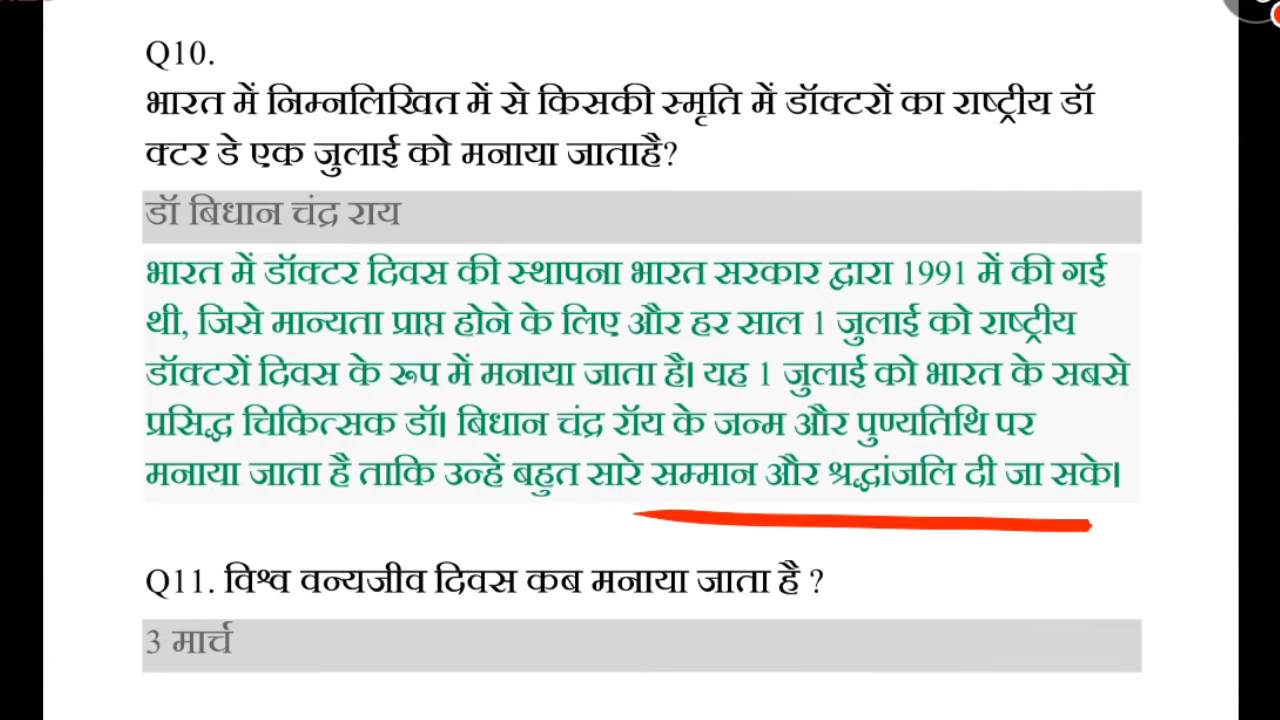 Q10.
भारत में निम्नलिखित में से किसकी स्मृति में डॉक्टरों का राष्ट्रीय डॉ
क्टर डे एक जुलाई को मनाया जाताहै?
डॉ बिधान चंद्र राय
भारत में डॉक्टर दिवस की स्थापना भारत सरकार द्वारा 1991 में की गई
थी, जिसे मान्यता प्राप्त होने के लिए और हर साल 1 जुलाई को राष्ट्रीय
डॉक्टरों दिवस के रूप में मनाया जाता है। यह 1 जुलाई को भारत के सबसे
प्रसिद्ध चिकित्सक डॉ। बिधान चंद्र रॉय के जन्म और पुण्यतिथि पर
मनाया जाता है ताकि उन्हें बहुत सारे सम्मान और श्रद्धांजलि दी जा सके।
Q11. विश्व वन्यजीव दिवस कब मनाया जाता है ?
3 मार्च